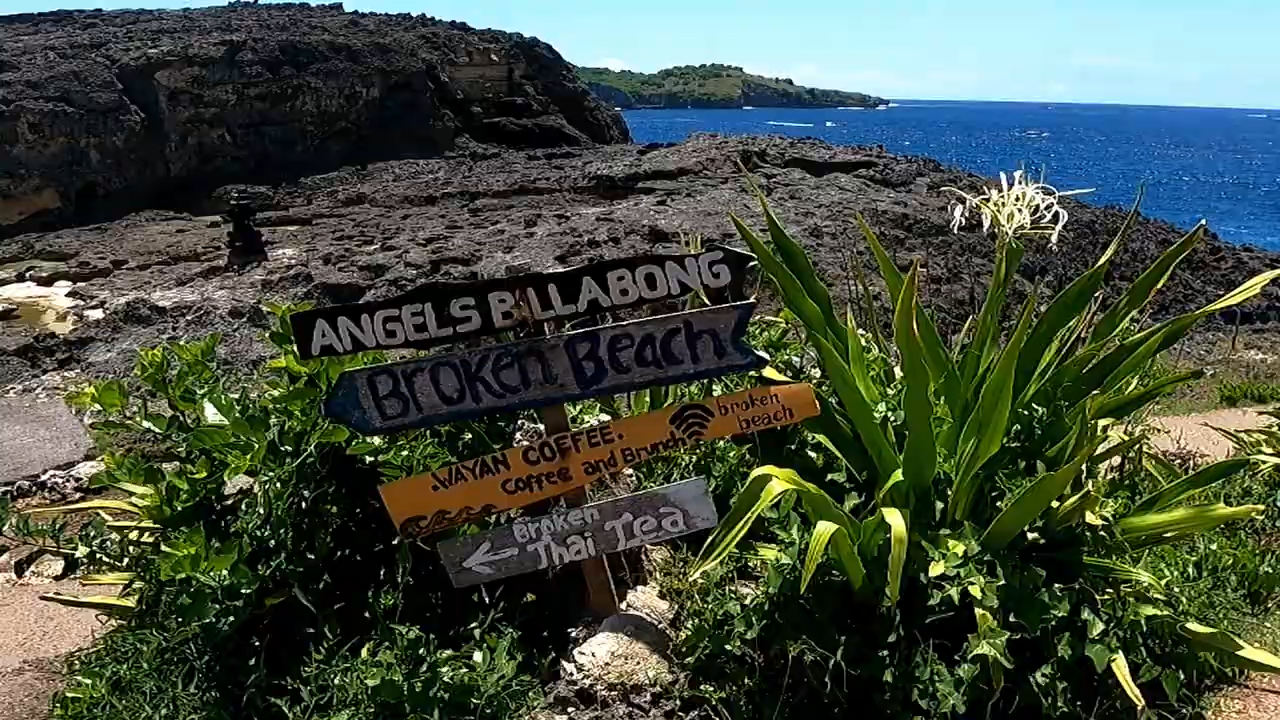 ANGELS BILLABONG
Broken Beach
WAYAN COFFEE.
Coffee and Brunch
broken
beach
Broken
Thai Tea